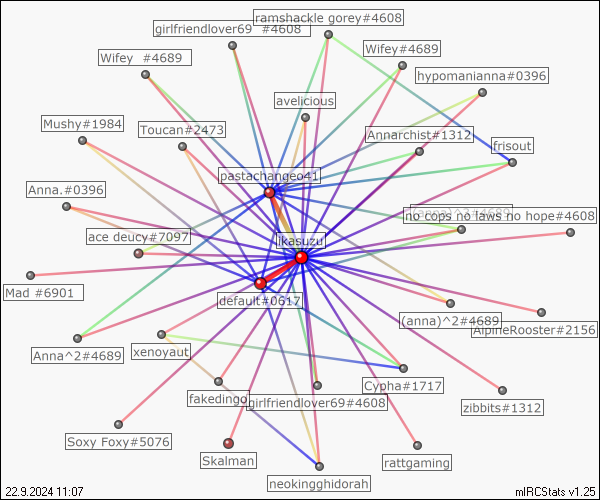 ramshackle gorey#4608
girlfriendlover69 #4608
Wifey#4689
Wifey #4689
hypomanianna#0396
avelicious
Mushy#1984
Toucan#2473
Annarchist#1312
frisout
pastachangeo41
Anna.#0396
no cops no laws no hope#4608
ace deucy#7097
ikasuzu
Mad #6901
default#0617
(anna)^2#4689
AlpineRooster#2156
Anna^2#4689
xenoyaut
Cypha#1717
fakedingo
girlfriendlover69#4608
zibbits#1312
Soxy Foxy#5076
Skalman
rattgaming
neokingghidorah
22.9.2024 11:07
mIRCStats v1.25